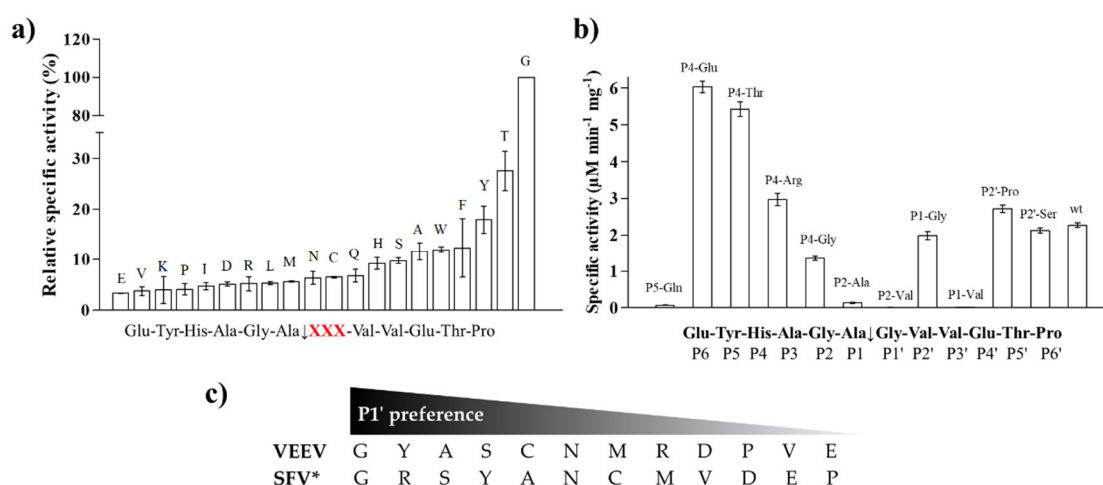 a)
Relative specific activity (%)
120
100
80
30
20
10
0
E V K P I D R L M N C Q H S A W F Y T G
Glu-Tyr-His-Ala-Gly-Ala↓XXX-Val-Val-Glu-Thr-Pro
b)
Specific activity (µM min⁻¹ mg⁻¹)
6
5
4
3
2
1
0
P5-Gln P4-Glu P4-Thr P4-Arg P4-Gly P2-Ala P2-Val P1-Gly P1-Val P2'-Pro P2'-Ser wt
Glu-Tyr-His-Ala-Gly-Ala↓Gly-Val-Val-Glu-Thr-Pro
P6 P5 P4 P3 P2 P1 P1' P2' P3' P4' P5' P6'
c)
P1' preference
VEEV G Y A S C N M R D P V E
SFV* G R S Y A N C M V D E P